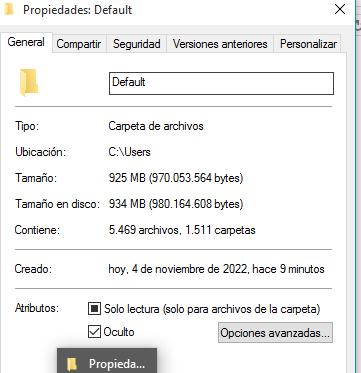 Propiedades: Default
General
Compartir
Seguridad
Versiones anteriores
Personalizar
Default
Tipo: Carpeta de archivos
Ubicación: C:\Users
Tamaño: 925 MB (970.053.564 bytes)
Tamaño en disco: 934 MB (980.164.608 bytes)
Contiene: 5.469 archivos, 1.511 carpetas
Creado: hoy, 4 de noviembre de 2022, hace 9 minutos
Atributos: Solo lectura (solo para archivos de la carpeta)
Oculto
Opciones avanzadas...
Propieda...